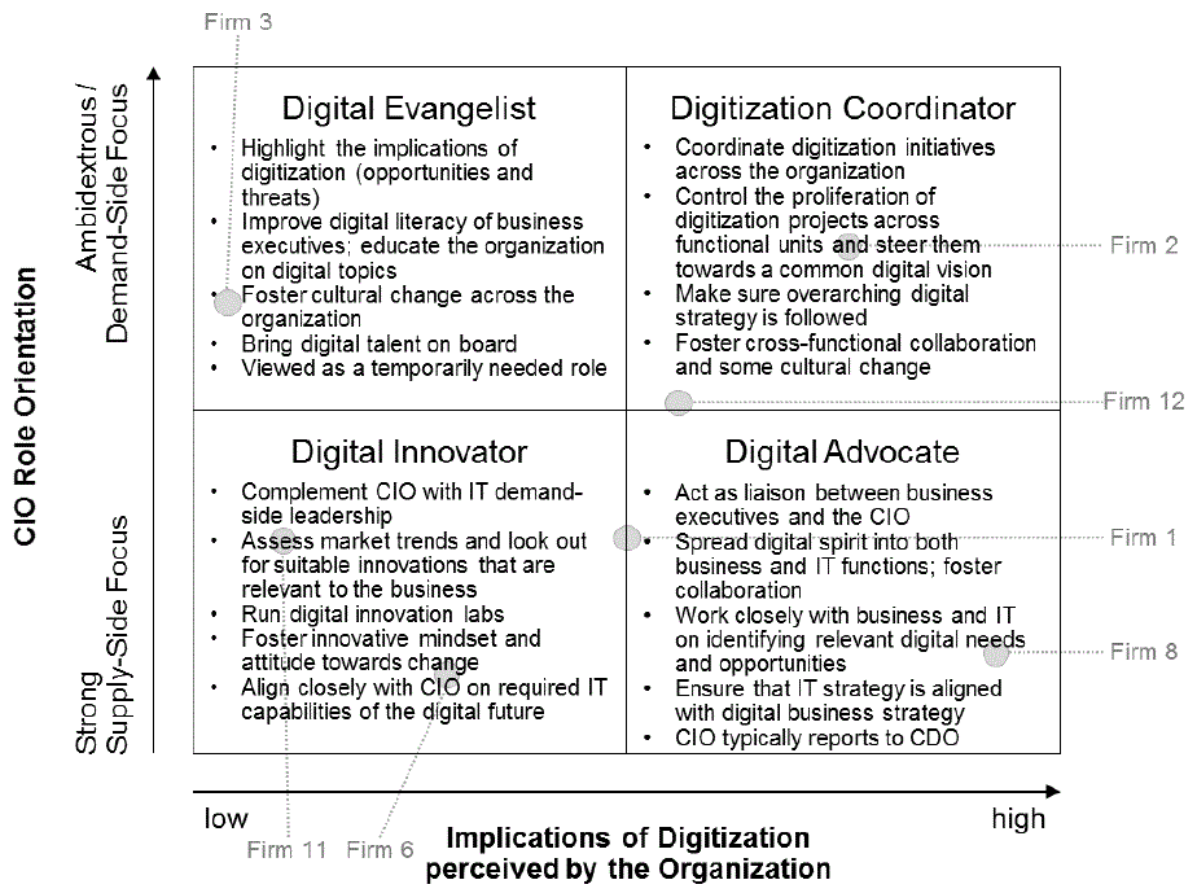 Firm 3
Ambidextrous /
Demand-Side Focus
CIO Role Orientation
Strong
Supply-Side Focus
Digital Evangelist
• Highlight the implications of
digitization (opportunities and
threats)
• Improve digital literacy of business
executives; educate the organization
on digital topics
• Foster cultural change across the
organization
• Bring digital talent on board
• Viewed as a temporarily needed role
Digitization Coordinator
• Coordinate digitization initiatives
across the organization
• Control the proliferation of
digitization projects across
functional units and steer them
towards a common digital vision
• Make sure overarching digital
strategy is followed
• Foster cross-functional collaboration
and some cultural change
Firm 2
Firm 12
Digital Innovator
• Complement CIO with IT demand-
side leadership
• Assess market trends and look out
for suitable innovations that are
relevant to the business
• Run digital innovation labs
• Foster innovative mindset and
attitude towards change
• Align closely with CIO on required IT
capabilities of the digital future
Digital Advocate
• Act as liaison between business
executives and the CIO
• Spread digital spirit into both
business and IT functions; foster
collaboration
• Work closely with business and IT
on identifying relevant digital needs
and opportunities
• Ensure that IT strategy is aligned
with digital business strategy
• CIO typically reports to CDO
Firm 1
Firm 8
low
high
Firm 11
Firm 6
Implications of Digitization
perceived by the Organization